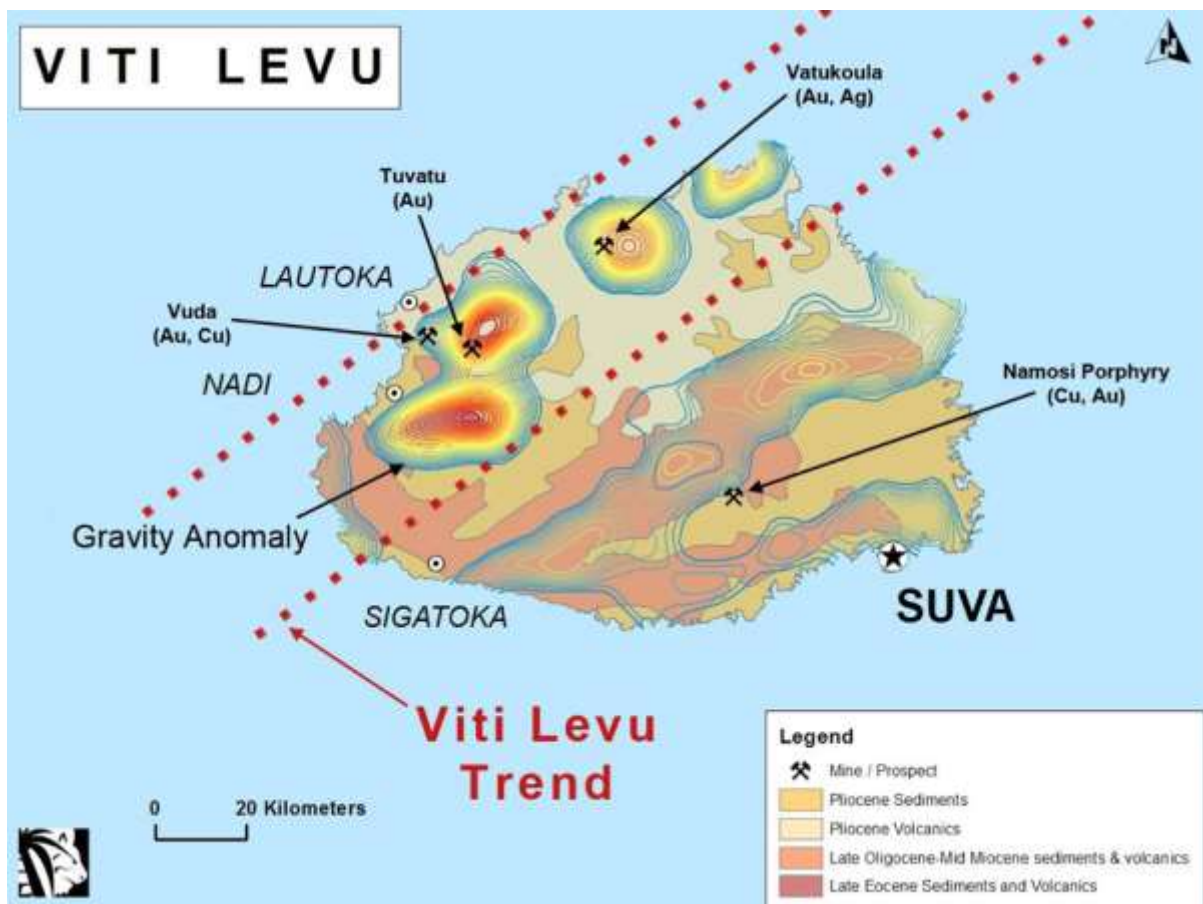 VITI LEVU
N
Vatukoula
(Au, Ag)
Tuvatu
(Au)
LAUTOKA
Vuda
(Au, Cu)
NADI
Namosi Porphyry
(Cu, Au)
Gravity Anomaly
SIGATOKA
SUVA
Viti Levu
Trend
0 20 Kilometers
Legend
Mine / Prospect
Pliocene Sediments
Pliocene Volcanics
Late Oligocene-Mid Miocene sediments & volcanics
Late Eocene Sediments and Volcanics